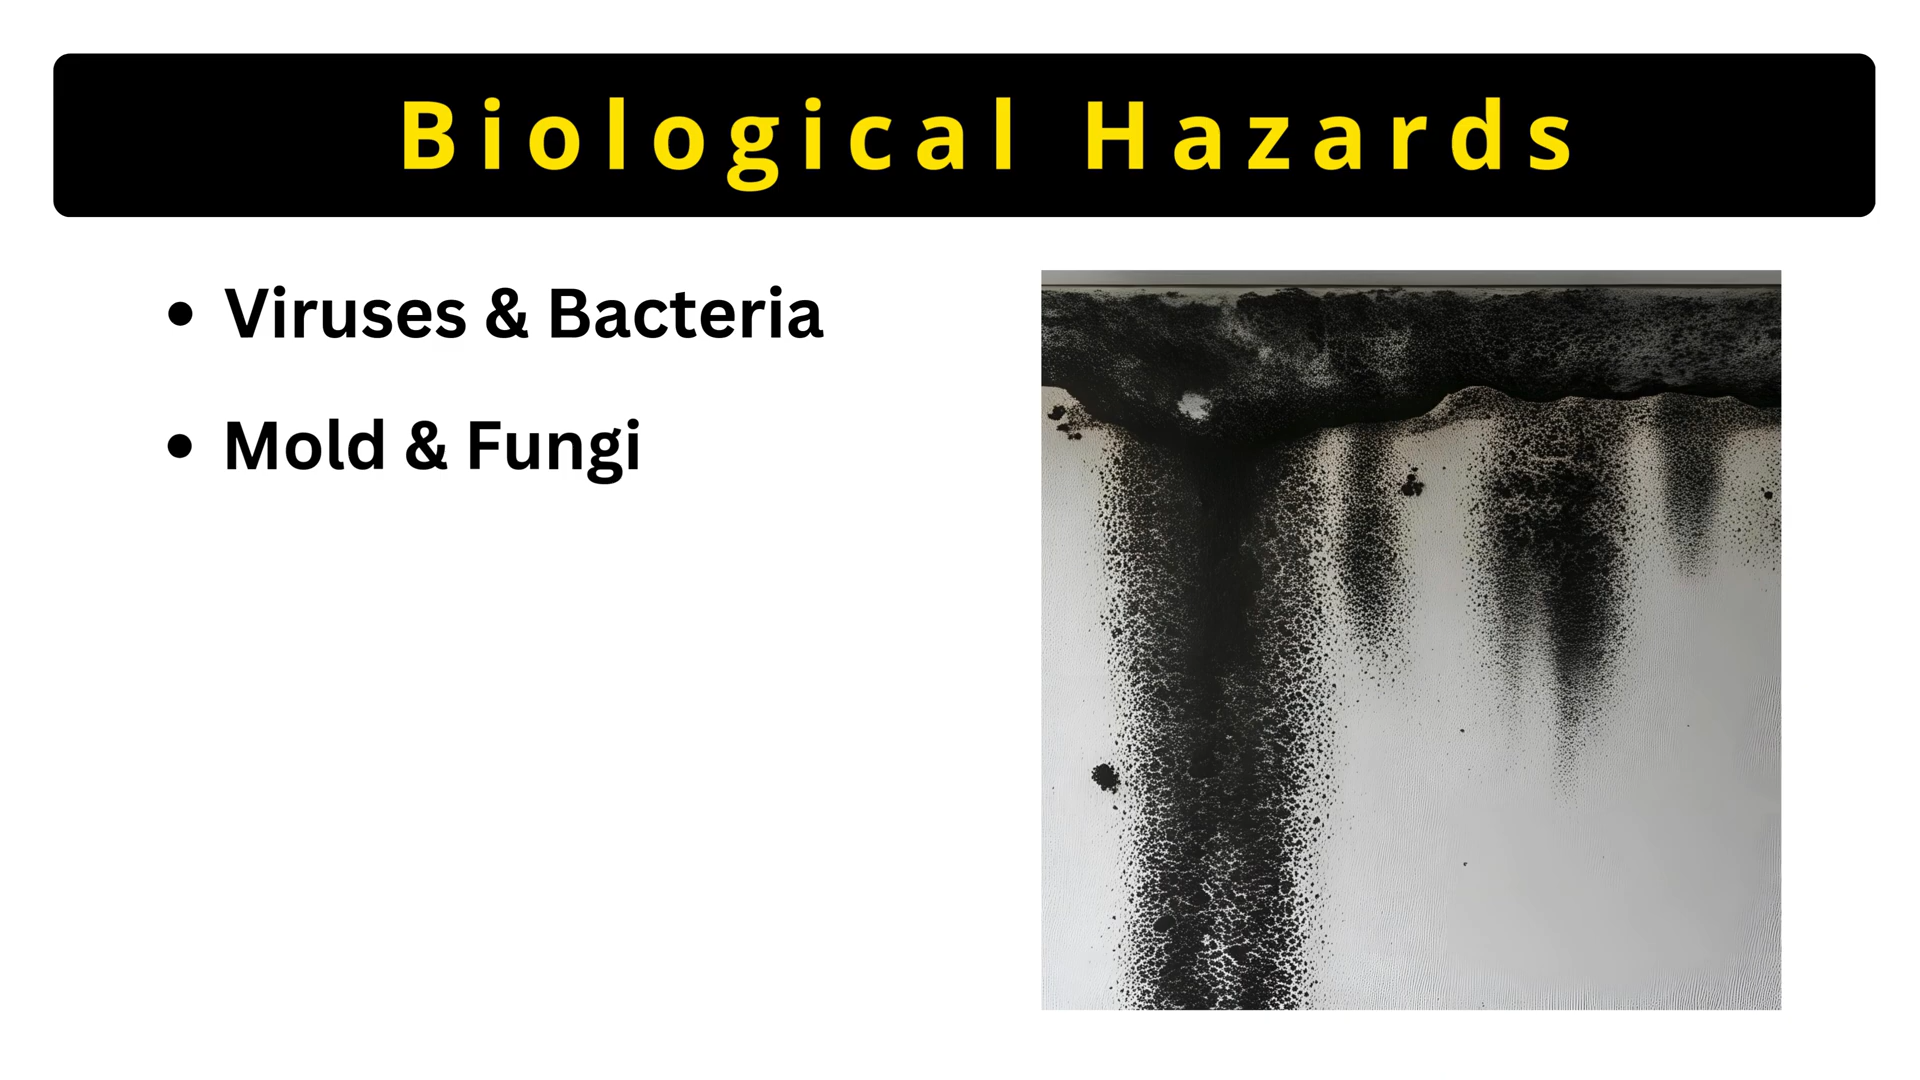 Biological Hazards
• Viruses & Bacteria
• Mold & Fungi